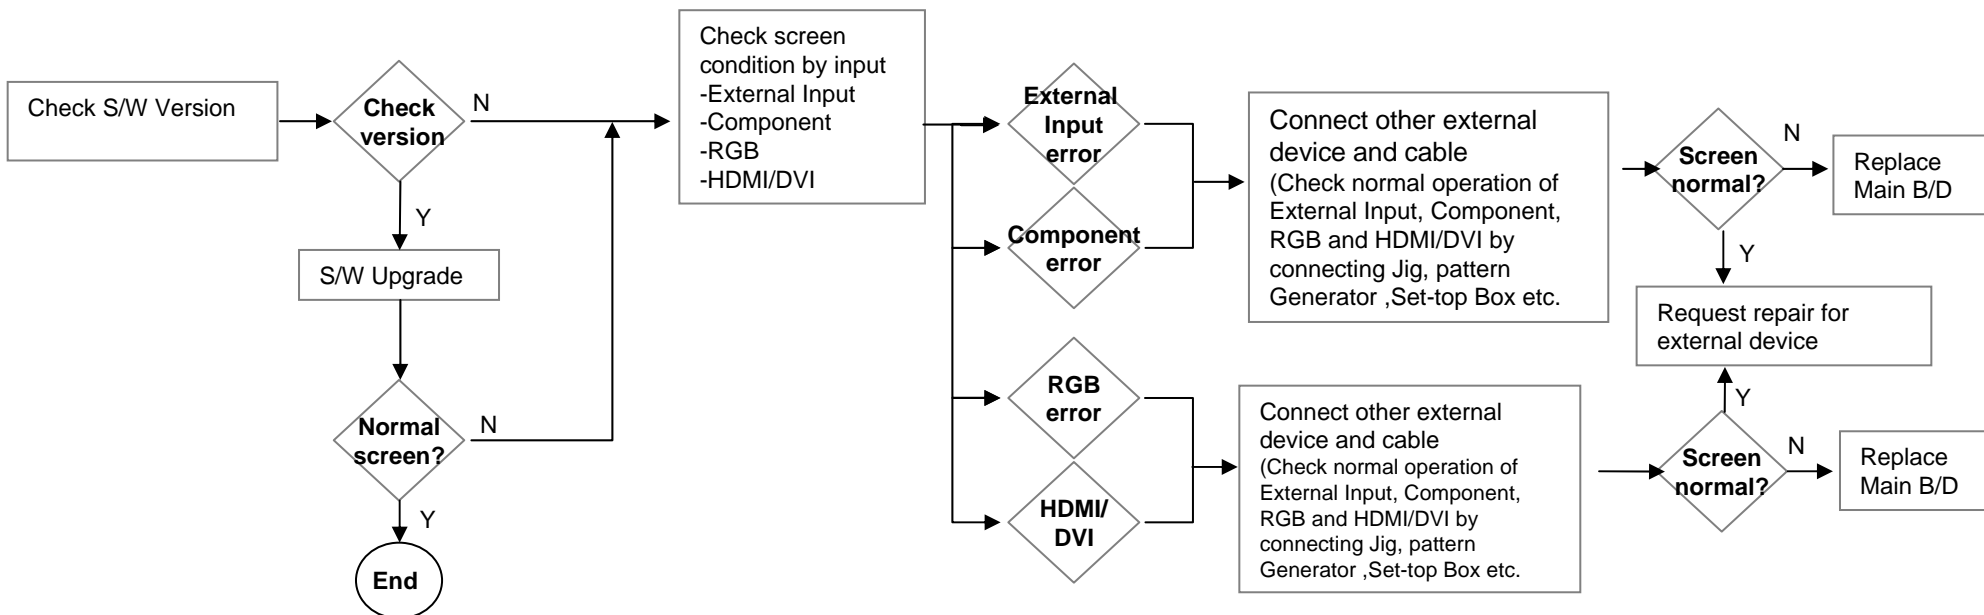 Check S/W Version
Check
version
N
Y
S/W Upgrade
Normal
screen?
N
Y
End
Check screen
condition by input
-External Input
-Component
-RGB
-HDMI/DVI
External
Input
error
Component
error
RGB
error
HDMI/
DVI
Connect other external
device and cable
(Check normal operation of
External Input, Component,
RGB and HDMI/DVI by
connecting Jig, pattern
Generator ,Set-top Box etc.
Screen
normal?
N
Replace
Main B/D
Y
Request repair for
external device
Connect other external
device and cable
(Check normal operation of
External Input, Component,
RGB and HDMI/DVI by
connecting Jig, pattern
Generator ,Set-top Box etc.
Y
Screen
normal?
N
Replace
Main B/D